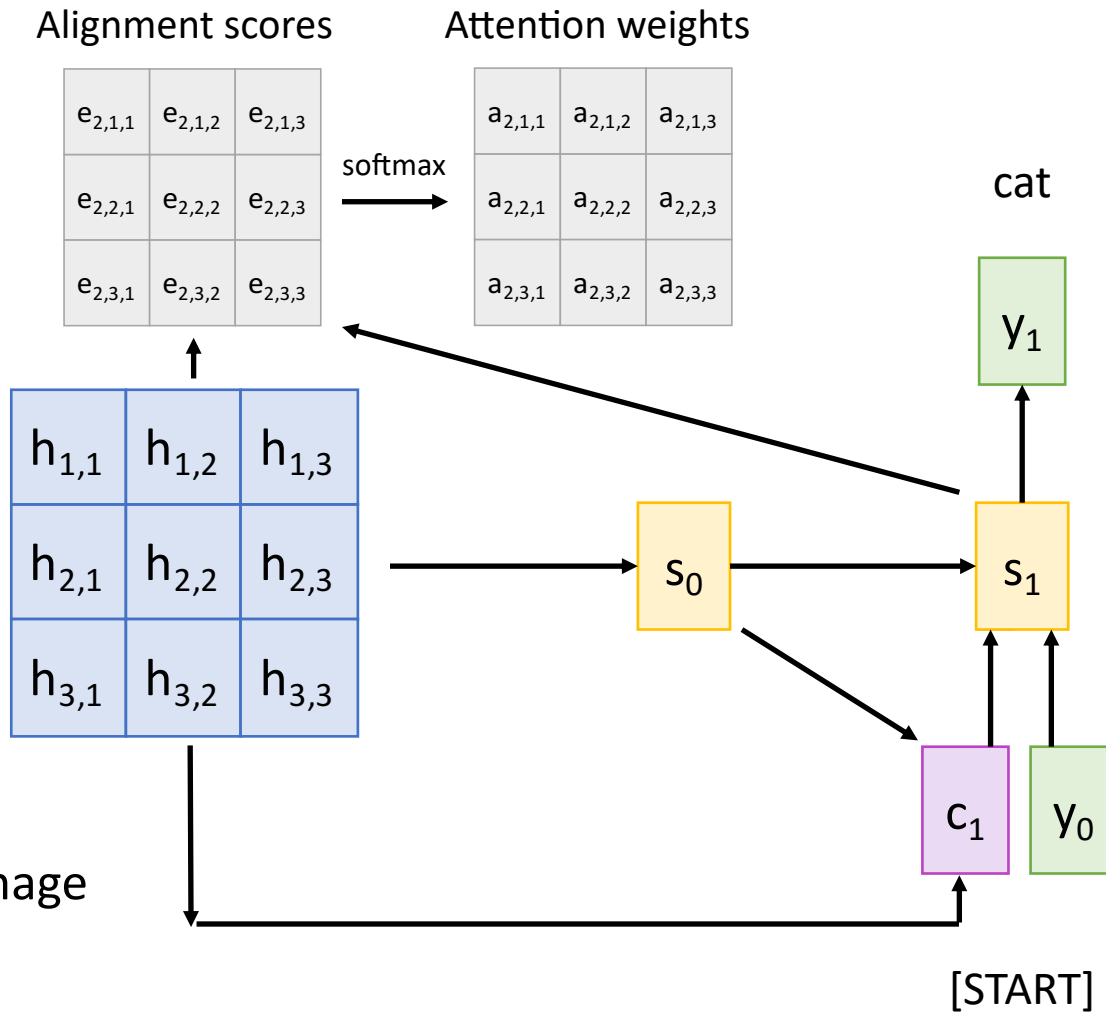 Alignment scores Attention weights
e2,1,1 e2,1,2 e2,1,3 a2,1,1 a2,1,2 a2,1,3
softmax
e2,2,1 e2,2,2 e2,2,3 a2,2,1 a2,2,2 a2,2,3
cat
e2,3,1 e2,3,2 e2,3,3 a2,3,1 a2,3,2 a2,3,3
y1
h1,1 h1,2 h1,3
h2,1 h2,2 h2,3 s0 s1
h3,1 h3,2 h3,3
c1 y0
[START]